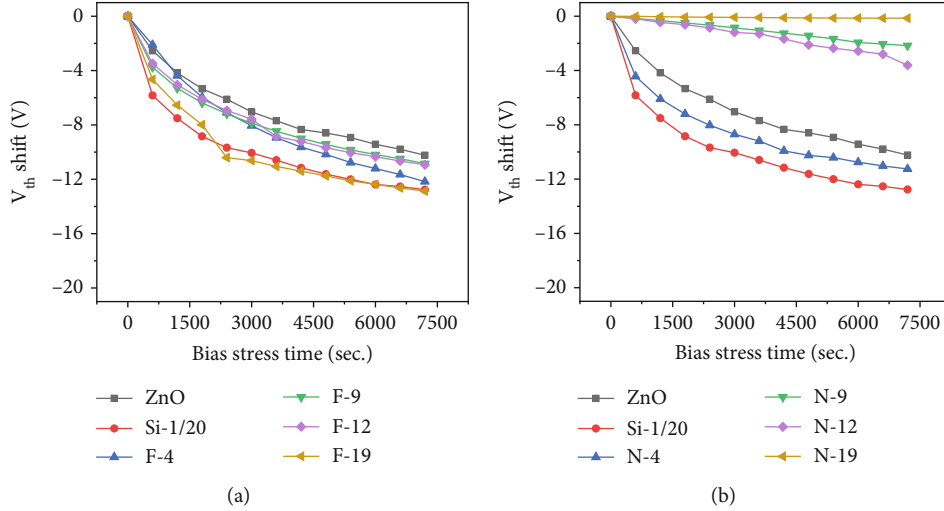 0
−4
−8
−12
−16
−20
V_th shift (V)
0 1500 3000 4500 6000 7500
Bias stress time (sec.)
ZnO F-9
Si-1/20 F-12
F-4 F-19
(a)
0
−4
−8
−12
−16
−20
V_th shift (V)
0 1500 3000 4500 6000 7500
Bias stress time (sec.)
ZnO N-9
Si-1/20 N-12
N-4 N-19
(b)